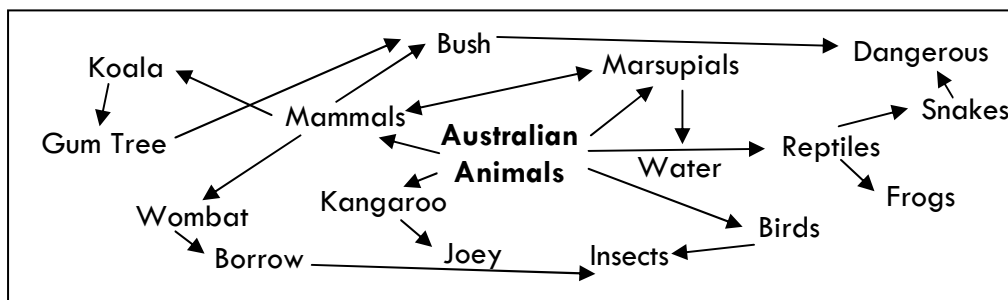 Bush
Dangerous
Koala
Marsupials
Snakes
Mammals
Gum Tree
Australian
Animals
Water
Reptiles
Frogs
Kangaroo
Wombat
Birds
Borrow
Joey
Insects